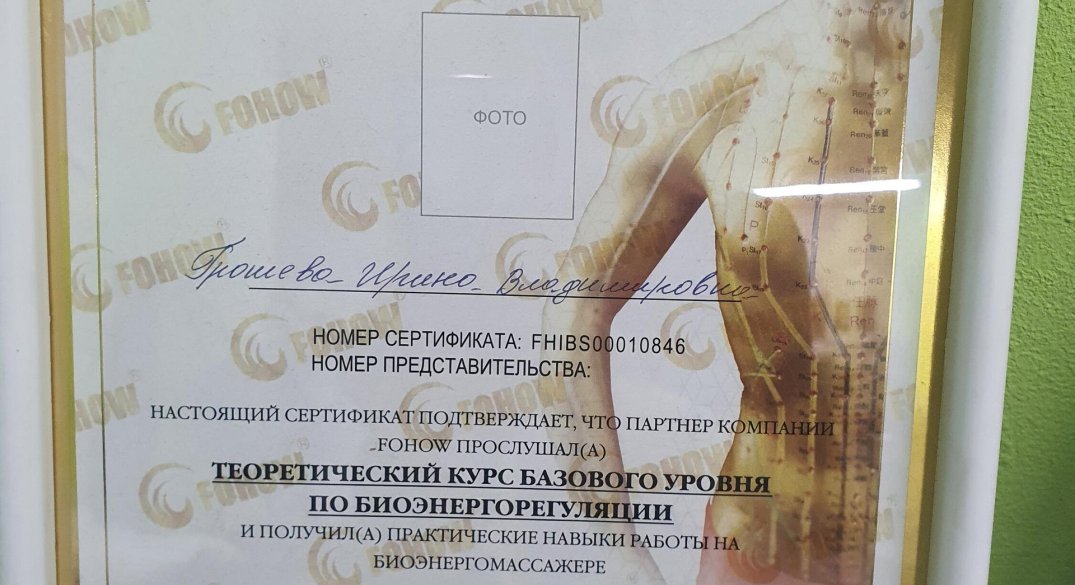 FOHOW®
ФОТО
Грошева Ирина Владимировна
НОМЕР СЕРТИФИКАТА: FHIBS00010846
НОМЕР ПРЕДСТАВИТЕЛЬСТВА:
НАСТОЯЩИЙ СЕРТИФИКАТ ПОДТВЕРЖДАЕТ, ЧТО ПАРТНЕР КОМПАНИИ
FOHOW ПРОСЛУШАЛ(А)
ТЕОРЕТИЧЕСКИЙ КУРС БАЗОВОГО УРОВНЯ
ПО БИОЭНЕРГОРЕГУЛЯЦИИ
И ПОЛУЧИЛ(А) ПРАКТИЧЕСКИЕ НАВЫКИ РАБОТЫ НА
БИОЭНЕРГОМАССАЖЕРЕ